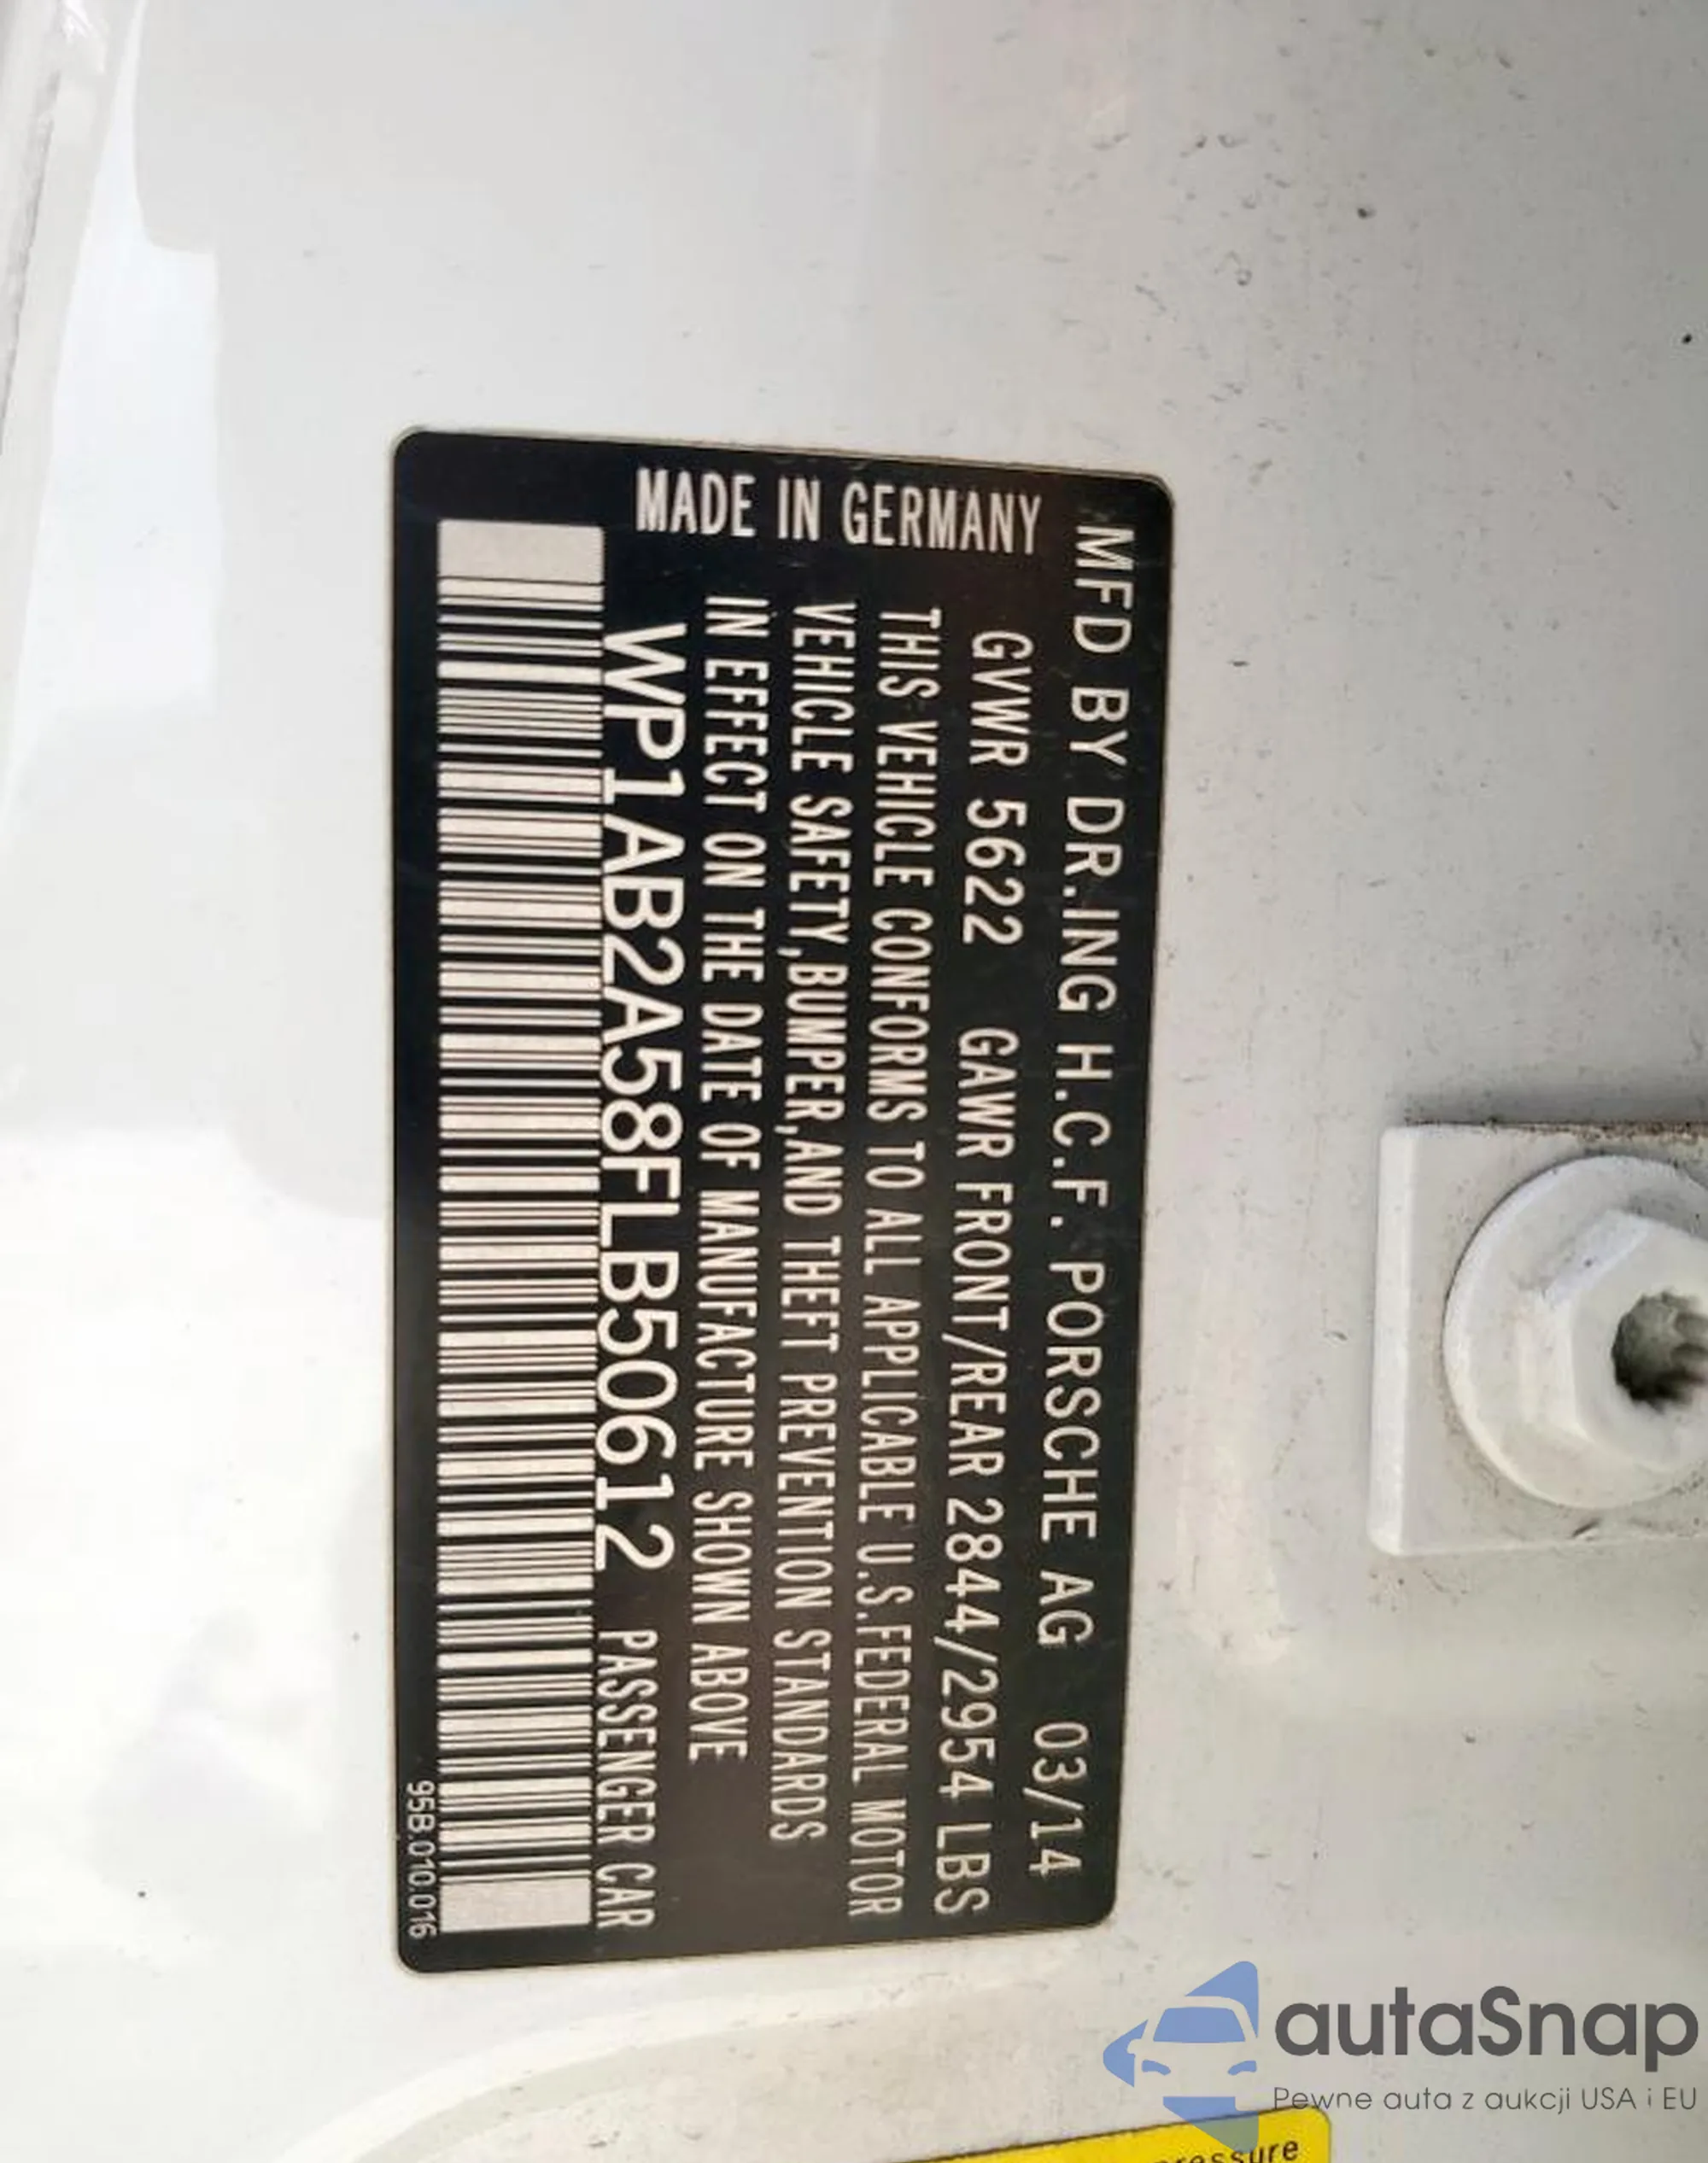 MFD BY DR.ING H.C.F. PORSCHE AG 03/14
GVWR 5622 GAWR FRONT/REAR 2844/2954 LBS
THIS VEHICLE CONFORMS TO ALL APPLICABLE U.S.FEDERAL MOTOR
VEHICLE SAFETY,BUMPER,AND THEFT PREVENTION STANDARDS
IN EFFECT ON THE DATE OF MANUFACTURE SHOWN ABOVE
WP1AB2A58FLB50612 PASSENGER CAR
MADE IN GERMANY
95B.010.016
autaSnap
Pewne auta z aukcji USA i EU